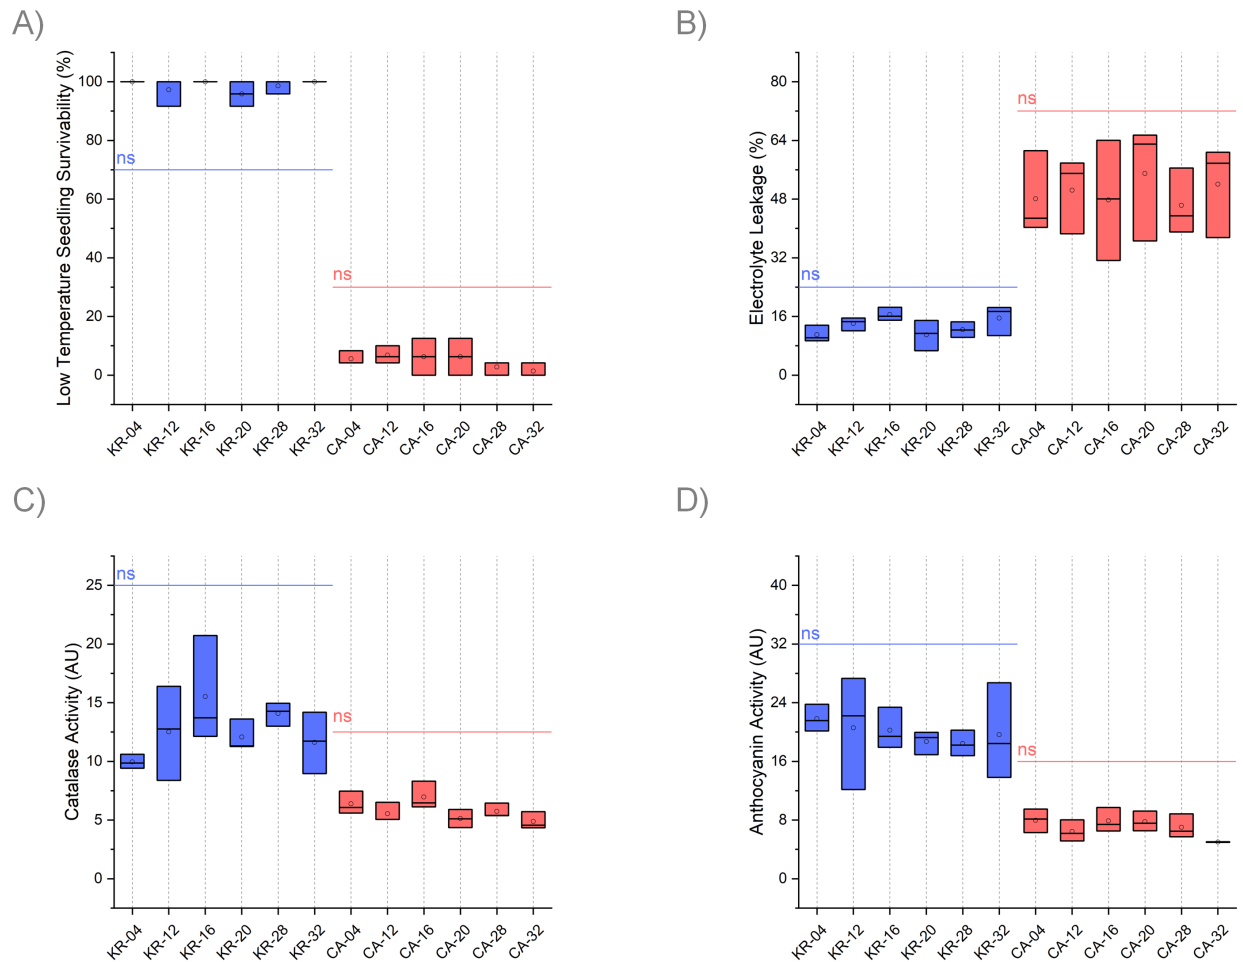 A)
Low Temperature Seedling Survivability (%)
100
80
60
40
20
0
ns
ns
KR-04
KR-12
KR-16
KR-20
KR-28
KR-32
CA-04
CA-12
CA-16
CA-20
CA-28
CA-32
B)
Electrolyte Leakage (%)
80
64
48
32
16
0
ns
ns
KR-04
KR-12
KR-16
KR-20
KR-28
KR-32
CA-04
CA-12
CA-16
CA-20
CA-28
CA-32
C)
Catalase Activity (AU)
25
20
15
10
5
0
ns
ns
KR-04
KR-12
KR-16
KR-20
KR-28
KR-32
CA-04
CA-12
CA-16
CA-20
CA-28
CA-32
D)
Anthocyanin Activity (AU)
40
32
24
16
8
0
ns
ns
KR-04
KR-12
KR-16
KR-20
KR-28
KR-32
CA-04
CA-12
CA-16
CA-20
CA-28
CA-32